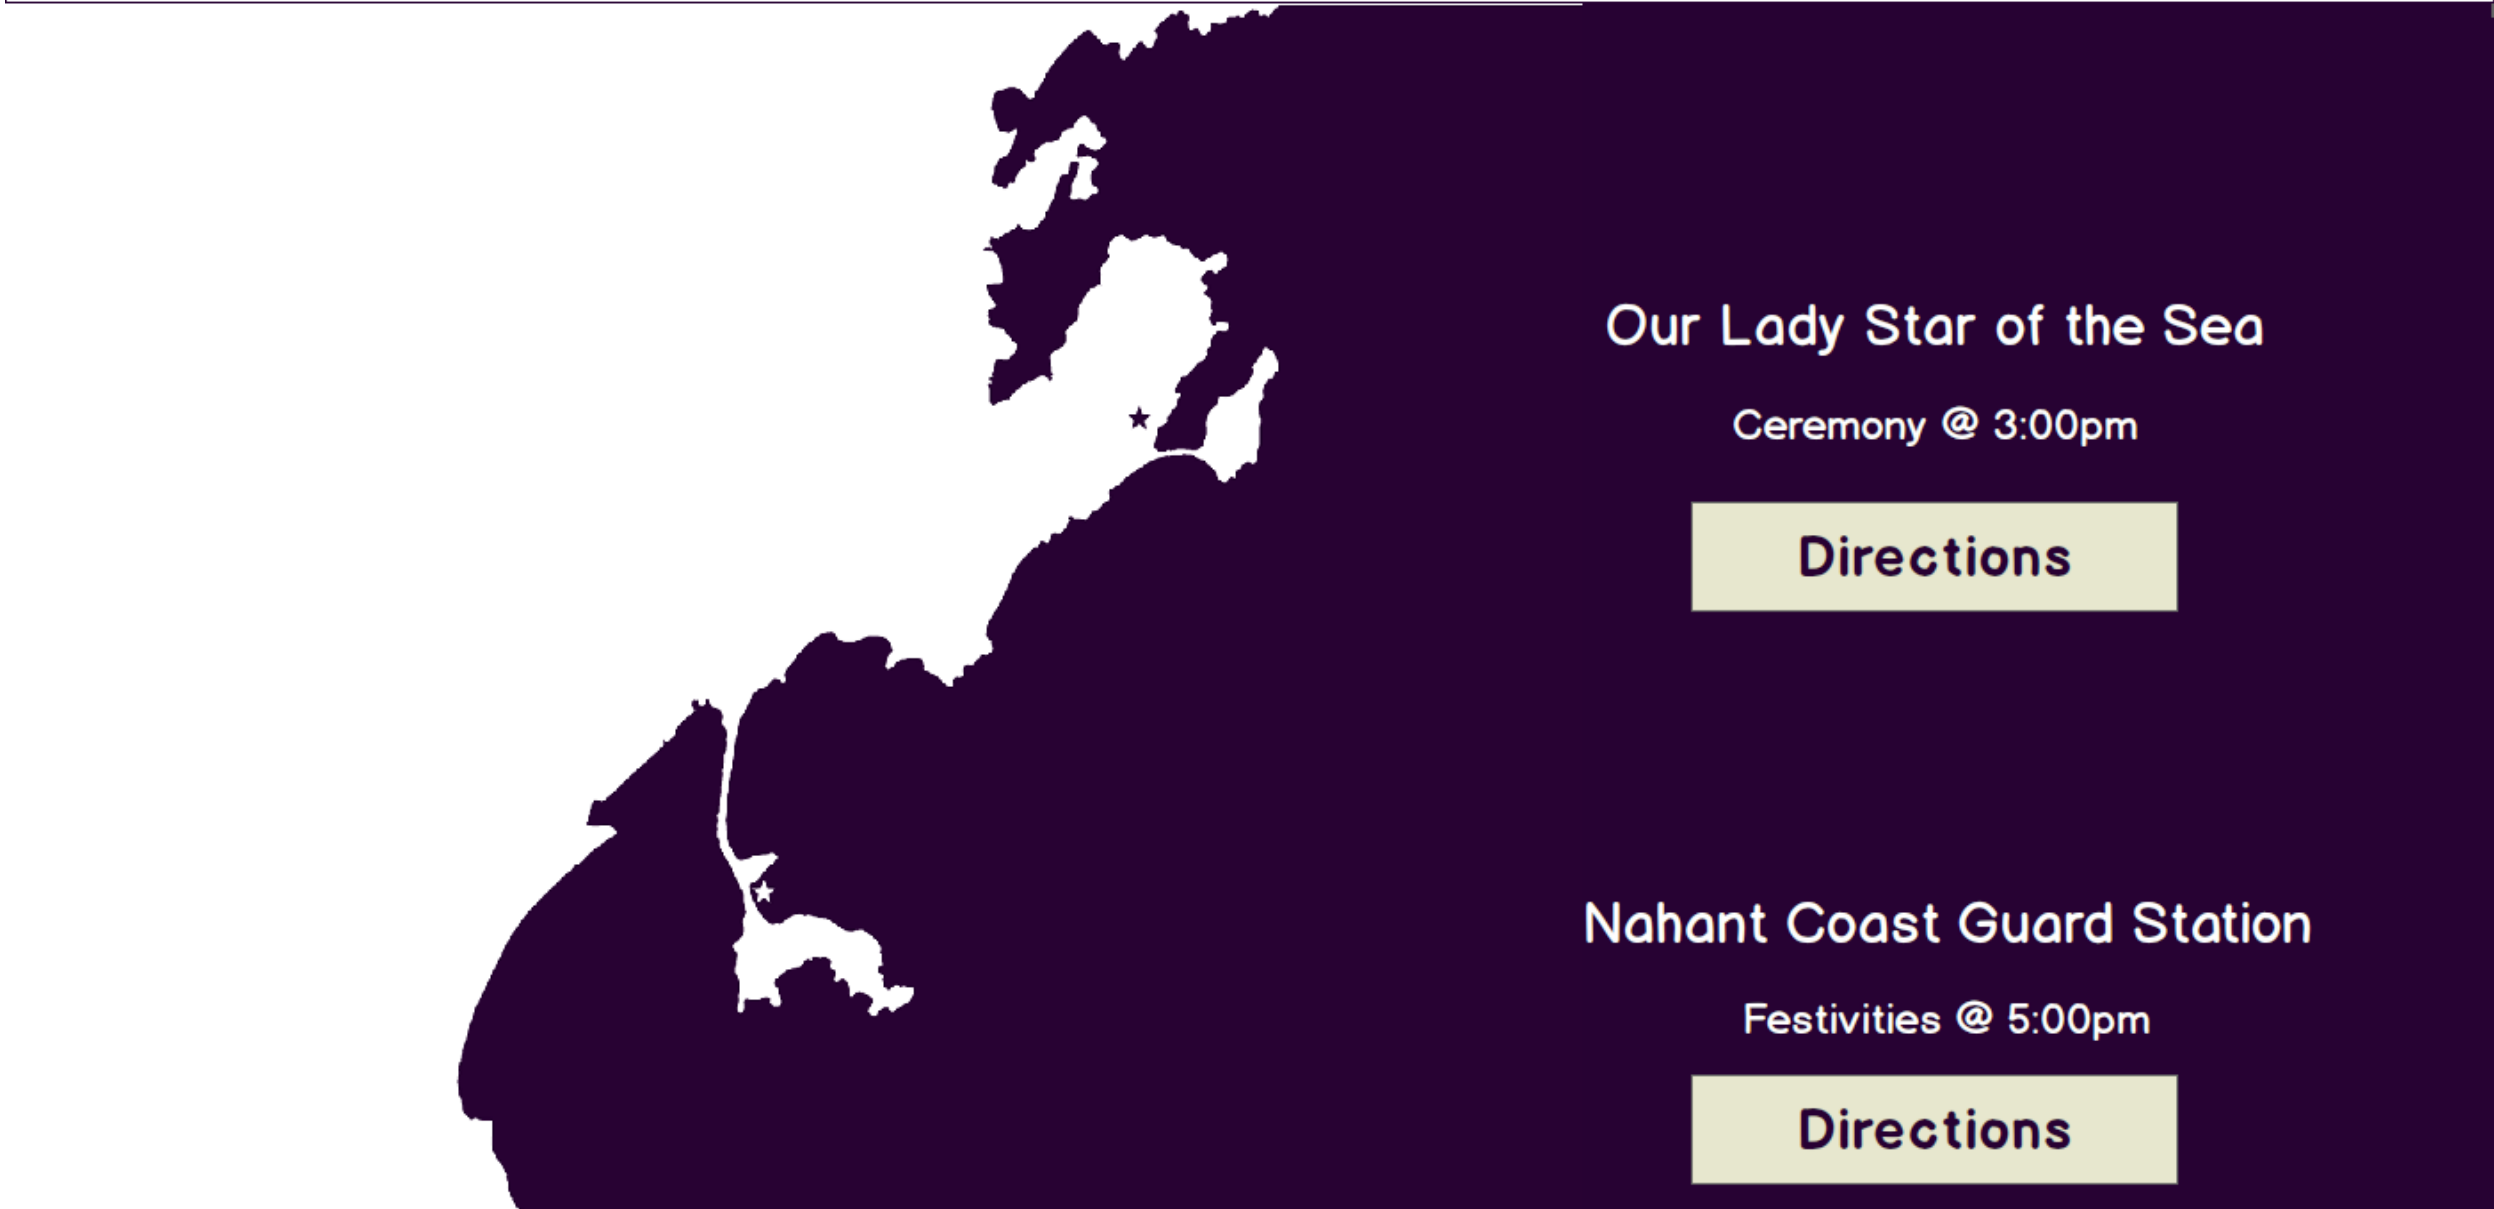 Our Lady Star of the Sea
Ceremony @ 3:00pm
Directions
Nahant Coast Guard Station
Festivities @ 5:00pm
Directions